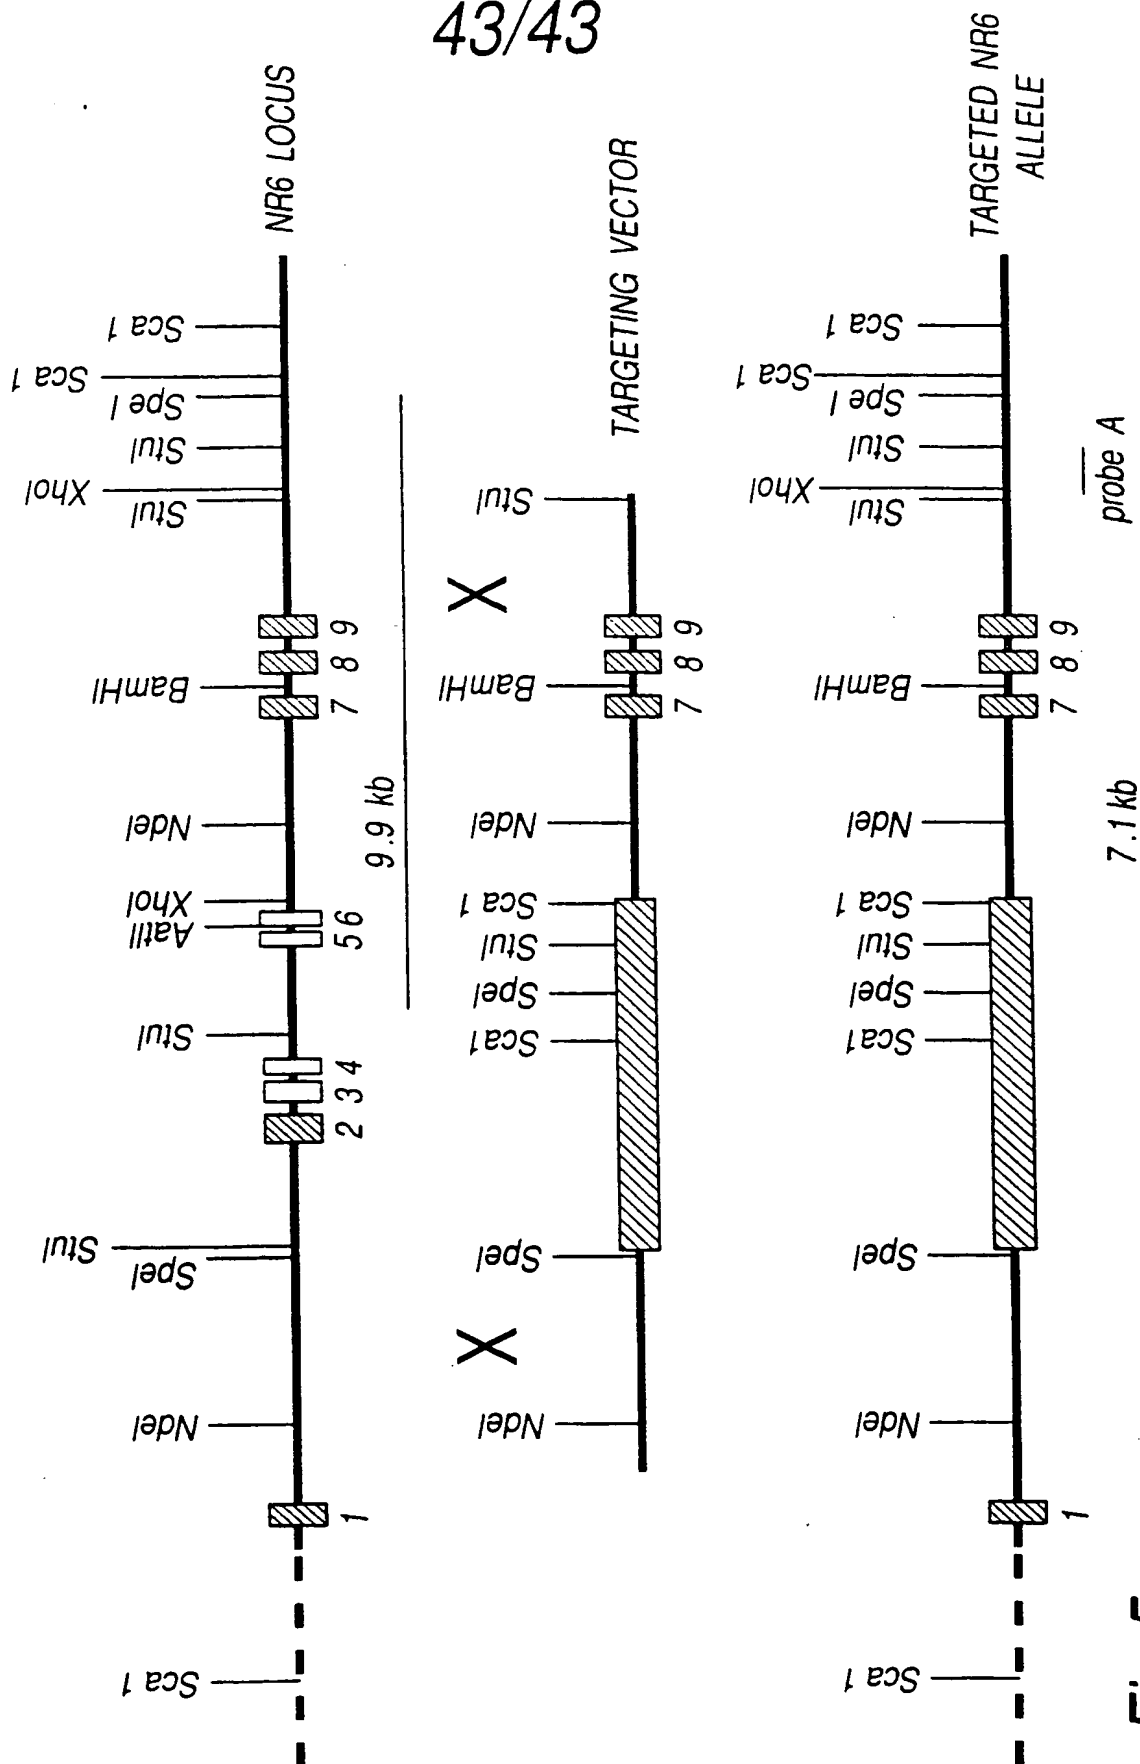 43/43
Sca 1
NdeI
SpeI
StuI
StuI
AatII
XhoI
NdeI
BamHI
StuI
XhoI
StuI
Spe I
Sca 1
Sca 1
NR6 LOCUS
1
2 3 4
5 6
7
8
9
9.9 kb
X
X
NdeI
SpeI
Sca1
SpeI
StuI
Sca 1
NdeI
BamHI
StuI
TARGETING VECTOR
7
8
9
Sca 1
NdeI
SpeI
Sca1
SpeI
StuI
Sca 1
NdeI
BamHI
StuI
XhoI
StuI
Spe I
Sca 1
Sca 1
TARGETED NR6
ALLELE
1
7
8
9
probe A
7.1kb